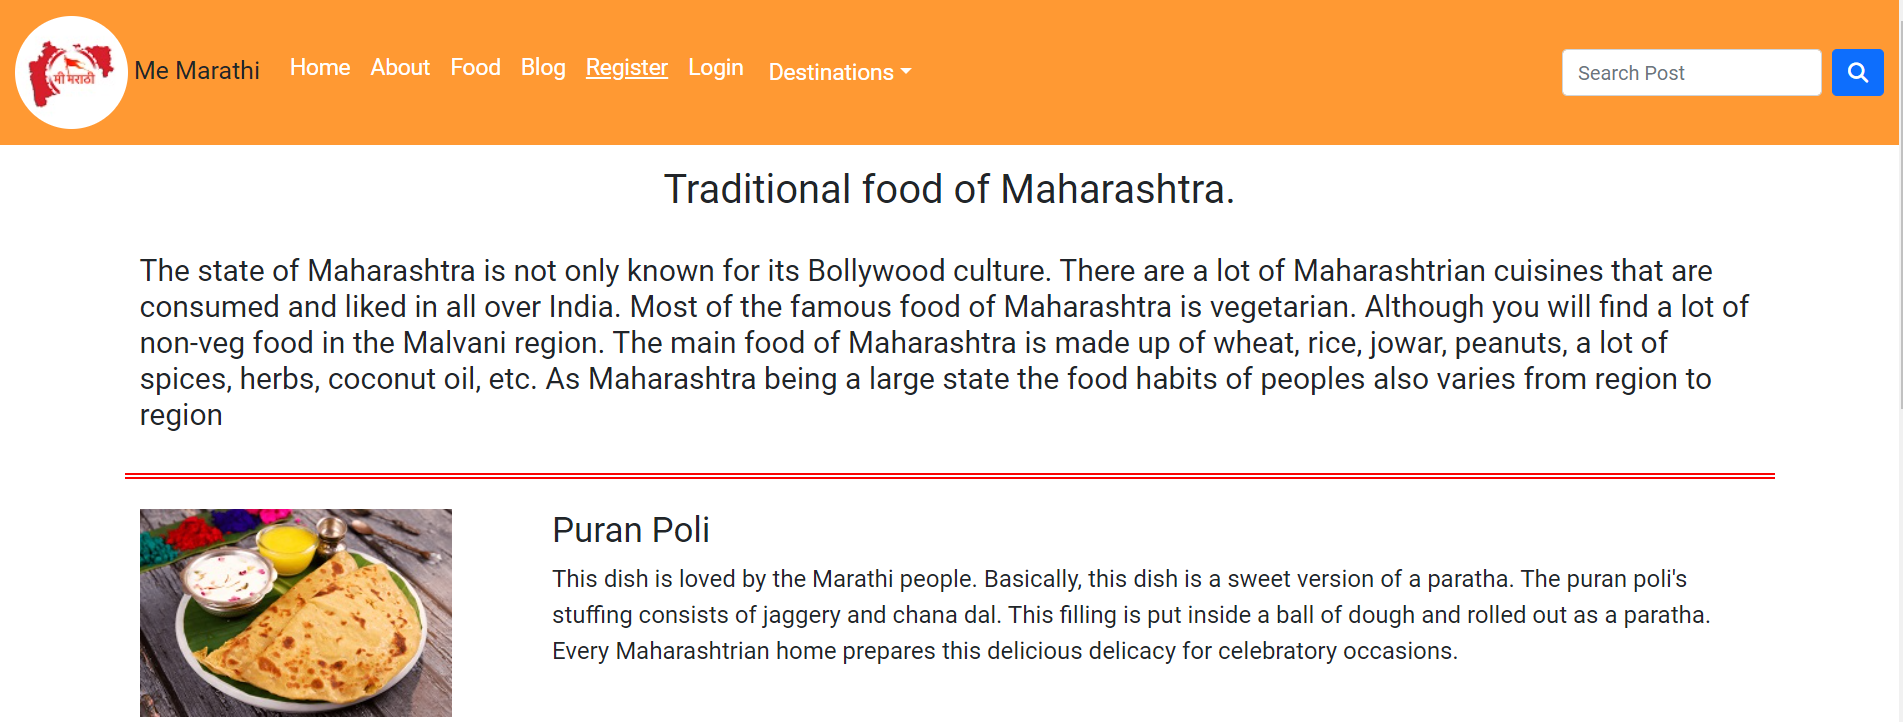 मी मराठी
Me Marathi
Home About Food Blog Register Login Destinations
Search Post
Traditional food of Maharashtra.
The state of Maharashtra is not only known for its Bollywood culture. There are a lot of Maharashtrian cuisines that are
consumed and liked in all over India. Most of the famous food of Maharashtra is vegetarian. Although you will find a lot of
non-veg food in the Malvani region. The main food of Maharashtra is made up of wheat, rice, jowar, peanuts, a lot of
spices, herbs, coconut oil, etc. As Maharashtra being a large state the food habits of peoples also varies from region to
region
Puran Poli
This dish is loved by the Marathi people. Basically, this dish is a sweet version of a paratha. The puran poli's
stuffing consists of jaggery and chana dal. This filling is put inside a ball of dough and rolled out as a paratha.
Every Maharashtrian home prepares this delicious delicacy for celebratory occasions.